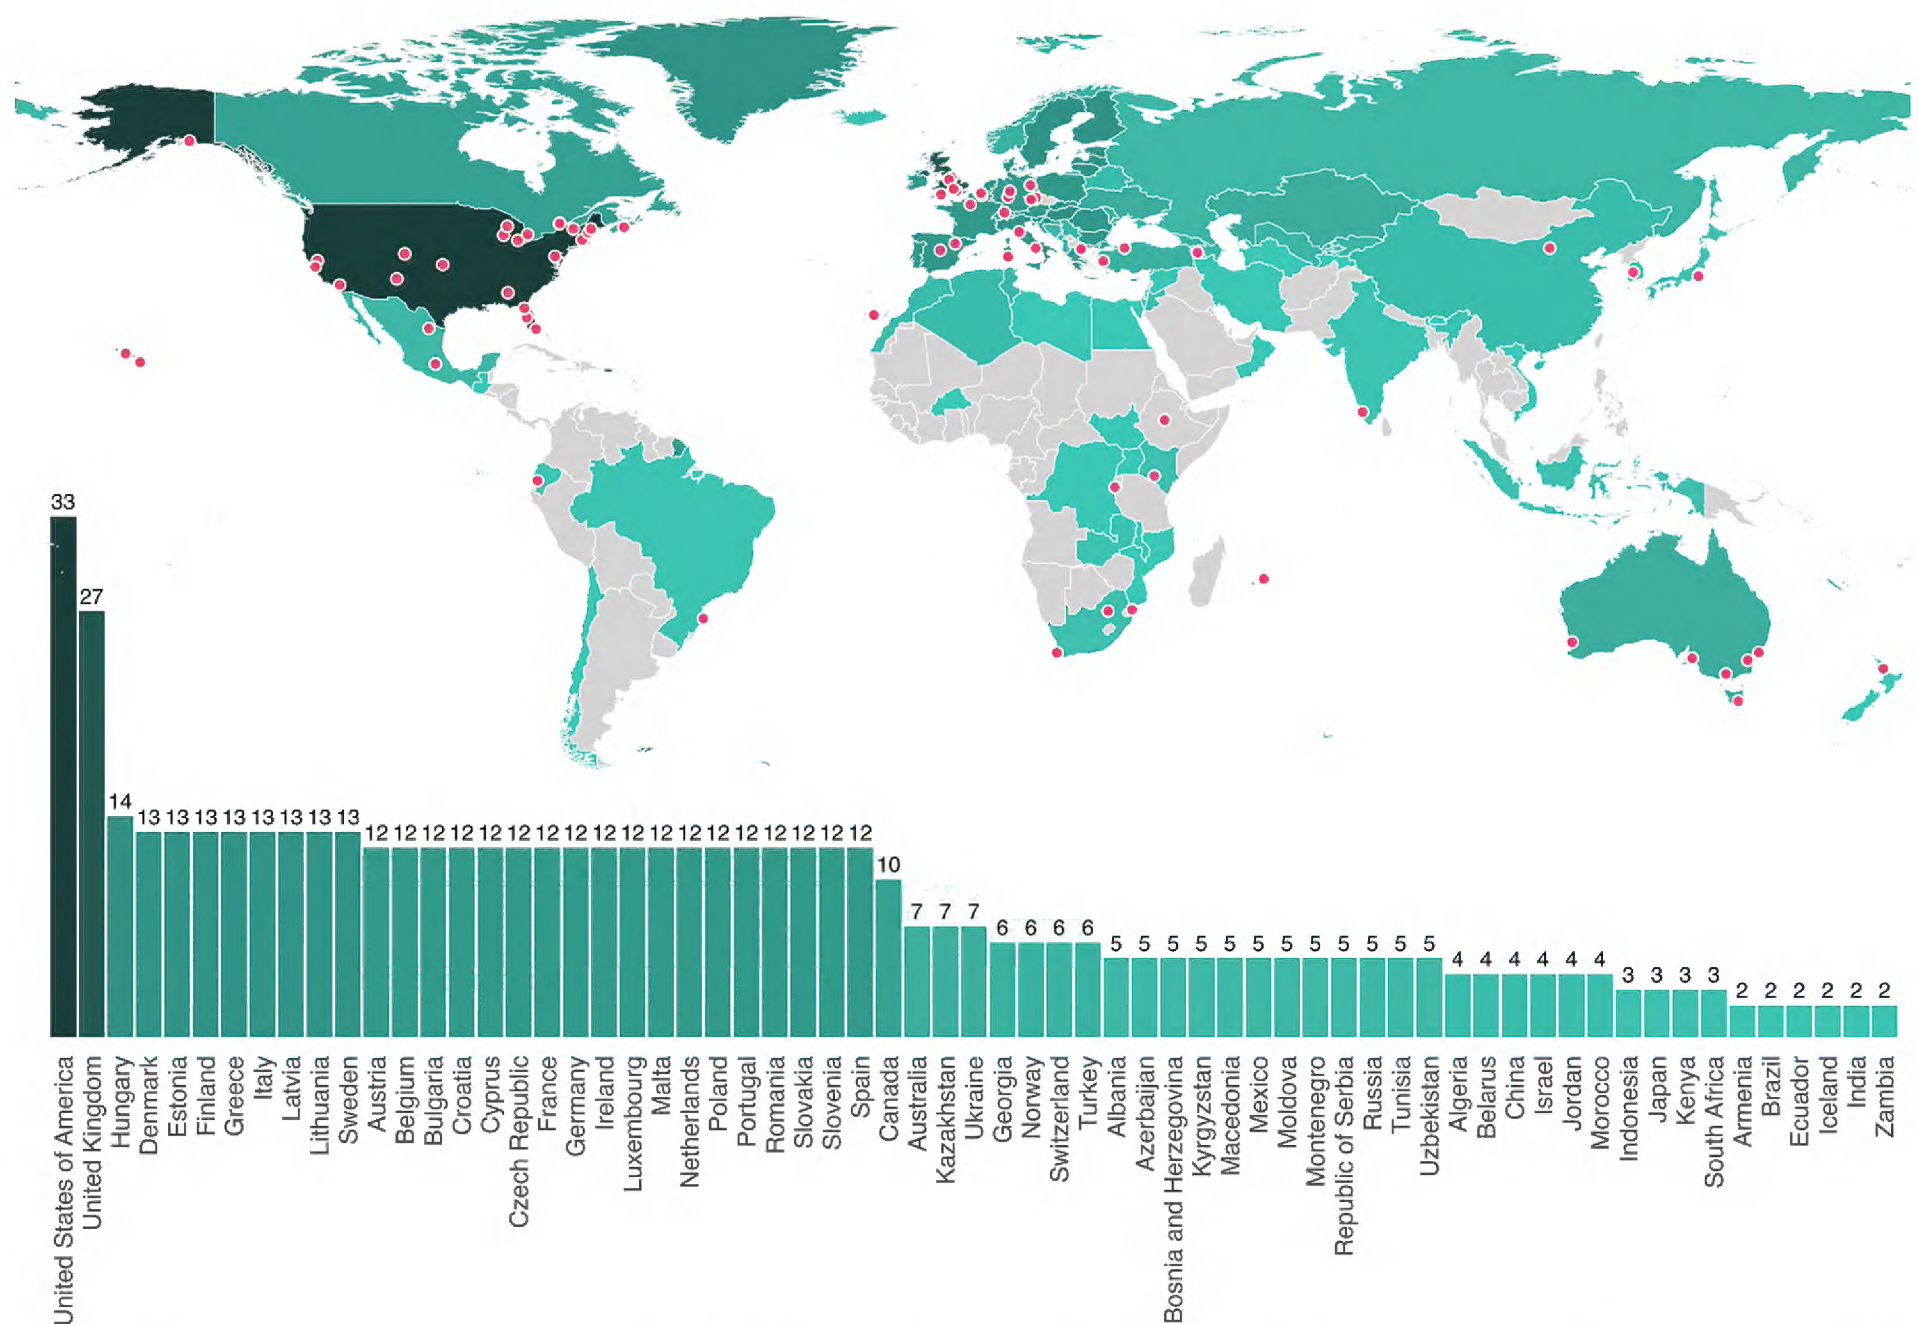 33
27
14
13 13 13 13 13 13 13 13
12 12 12 12 12 12 12 12 12 12 12 12 12 12 12 12 12 12
10
7 7 7
6 6 6 6
5 5 5 5 5 5 5 5 5 5 5 5
4 4 4 4 4 4
3 3 3 3
2 2 2 2 2 2
United States of America
United Kingdom
Hungary
Denmark
Estonia
Finland
Greece
Italy
Latvia
Lithuania
Sweden
Austria
Belgium
Bulgaria
Croatia
Cyprus
Czech Republic
France
Germany
Ireland
Luxembourg
Malta
Netherlands
Poland
Portugal
Romania
Slovakia
Slovenia
Spain
Canada
Australia
Kazakhstan
Ukraine
Georgia
Norway
Switzerland
Turkey
Albania
Azerbaijan
Bosnia and Herzegovina
Kyrgyzstan
Macedonia
Mexico
Moldova
Montenegro
Republic of Serbia
Russia
Tunisia
Uzbekistan
Algeria
Belarus
China
Israel
Jordan
Morocco
Indonesia
Japan
Kenya
South Africa
Armenia
Brazil
Ecuador
Iceland
India
Zambia